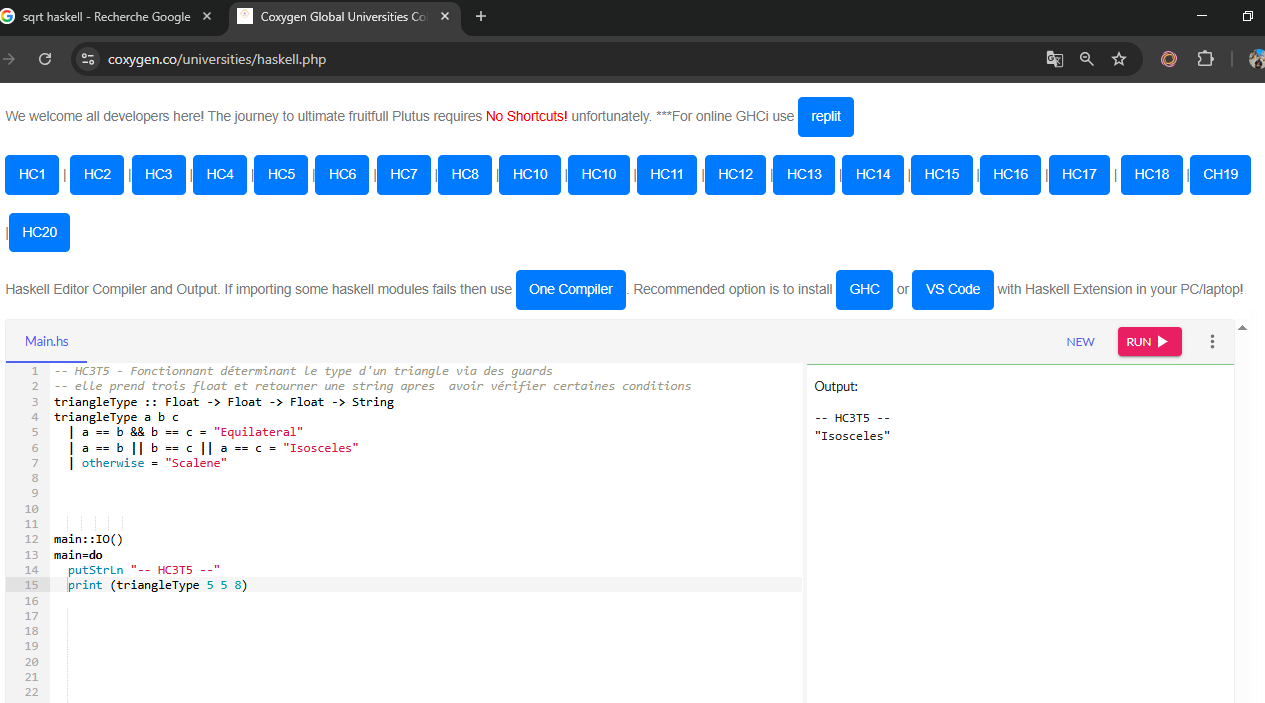 sqrt haskell - Recherche Google
Coxygen Global Universities Co
coxygen.co/universities/haskell.php
We welcome all developers here! The journey to ultimate fruitfull Plutus requires No Shortcuts! unfortunately. ***For online GHCi use replit
HC1 | HC2 | HC3 | HC4 | HC5 | HC6 | HC7 | HC8 | HC10 | HC10 | HC11 | HC12 | HC13 | HC14 | HC15 | HC16 | HC17 | HC18 | CH19
| HC20
Haskell Editor Compiler and Output. If importing some haskell modules fails then use One Compiler . Recommended option is to install GHC or VS Code with Haskell Extension in your PC/laptop!
Main.hs NEW RUN
1 -- HC3T5 - Fonctionnant déterminant le type d'un triangle via des guards
2 -- elle prend trois float et retourner une string apres  avoir vérifier certaines conditions
3 triangleType :: Float -> Float -> Float -> String
4 triangleType a b c
5   | a == b && b == c = "Equilateral"
6   | a == b || b == c || a == c = "Isosceles"
7   | otherwise = "Scalene"
8
9
10
11
12 main::IO()
13 main=do
14   putStrLn "-- HC3T5 --"
15   print (triangleType 5 5 8)
16
17
18
19
20
21
22
Output:
-- HC3T5 --
"Isosceles"